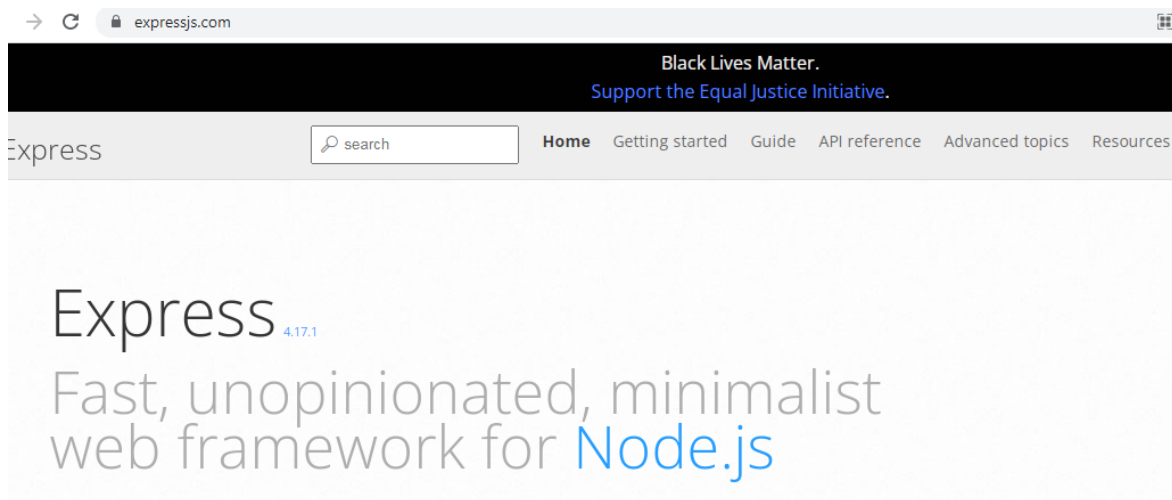 expressjs.com
Black Lives Matter.
Support the Equal Justice Initiative.
Express
search
Home Getting started Guide API reference Advanced topics Resources
Express 4.17.1
Fast, unopinionated, minimalist
web framework for Node.js